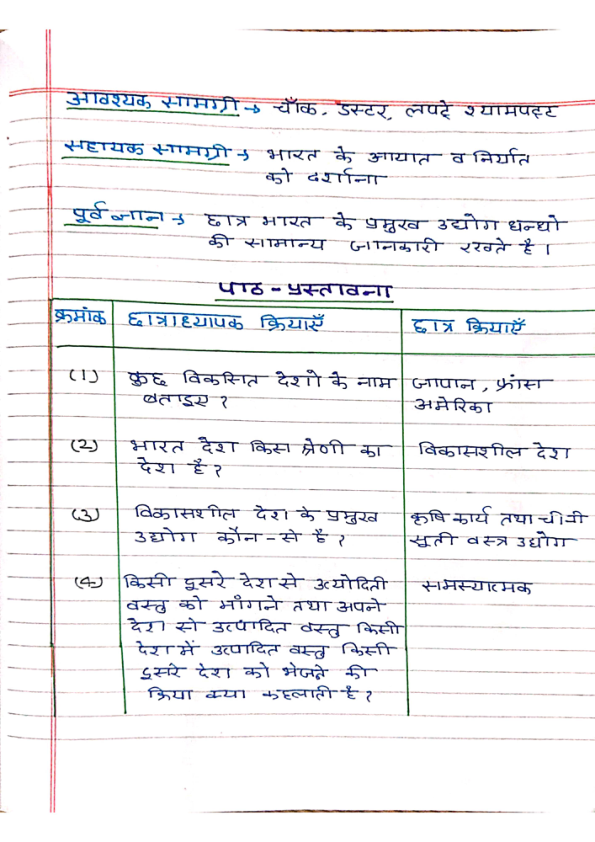 आवश्यक सामग्री → चाँक, डस्टर, लपटे श्यामपट्ट
सहायक सामग्री → भारत के आयात व निर्यात
को दर्शाना
पूर्व ज्ञान → छात्र भारत के प्रमुख उद्योग धन्धो
की सामान्य जानकारी रखते है।
पाठ - प्रस्तावना
क्रमांक छात्राध्यापक क्रियाएँ छात्र क्रियाएँ
(1) कुछ विकसित देशो के नाम जापान, फ्रांस
बताइए ? अमेरिका
(2) भारत देश किस श्रेणी का विकासशील देश
देश है ?
(3) विकासशील देश के प्रमुख कृषि कार्य तथा चीनी
उद्योग कौन-से है ? सूती वस्त्र उद्योग
(4) किसी दूसरे देश से उत्योदिती समस्यात्मक
वस्तु को माँगने तथा अपने
देश से उत्पादित वस्तु किसी
देश में उत्पादित वस्तु किसी
दूसरे देश को भेजने की
क्रिया क्या कहलाती है ?